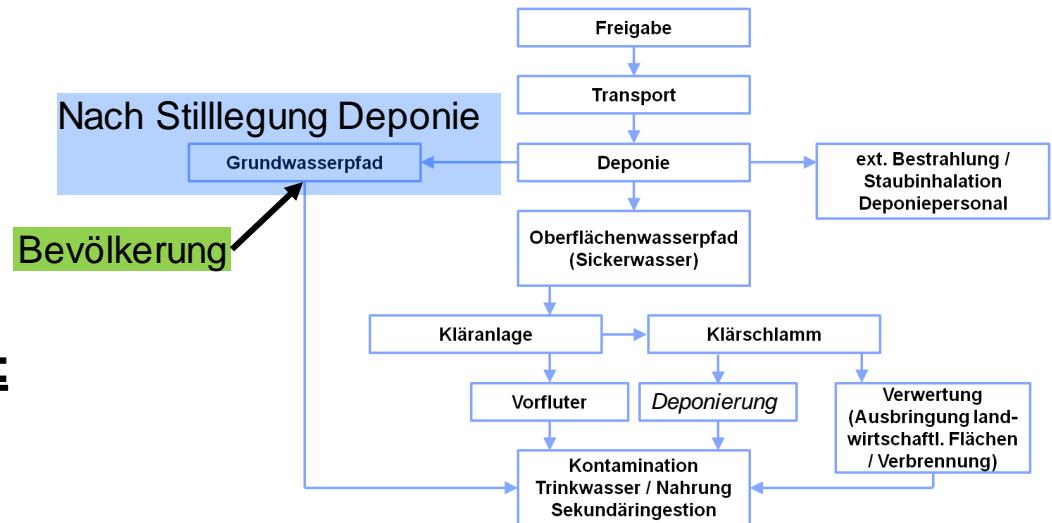 Freigabe
Transport
Nach Stilllegung Deponie
Grundwasserpfad
Deponie
ext. Bestrahlung /
Staubinhalation
Deponiepersonal
Bevölkerung
Oberflächenwasserpfad
(Sickerwasser)
Kläranlage
Klärschlamm
Vorfluter
Deponierung
Verwertung
(Ausbringung land-
wirtschaftl. Flächen
/ Verbrennung)
Kontamination
Trinkwasser / Nahrung
Sekundäringestion